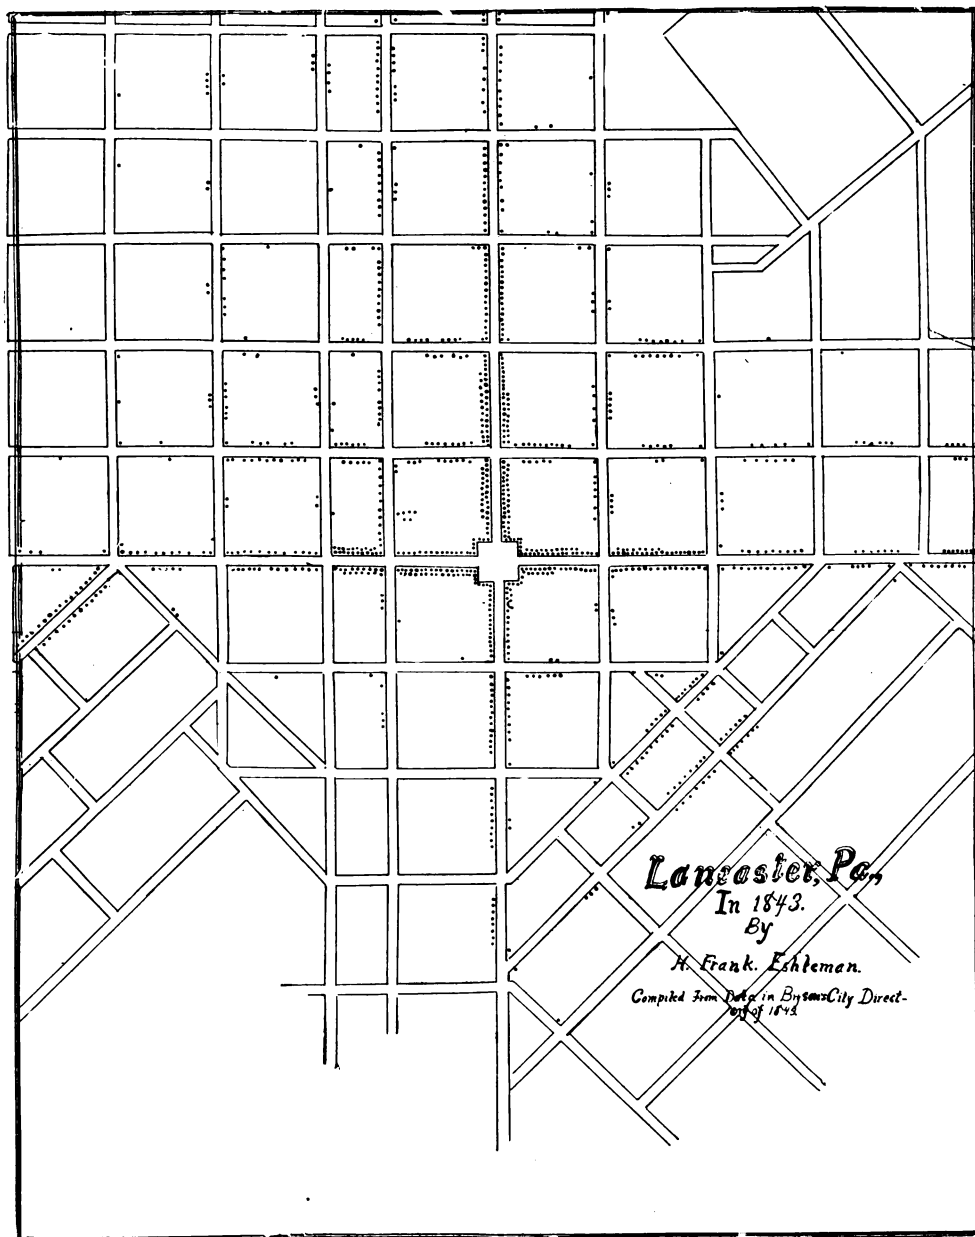 Lancaster, Pa.,
In 1843.
By
H. Frank. Eshleman.
Compiled From Data in Bryson's City Direct-
ory of 1843.